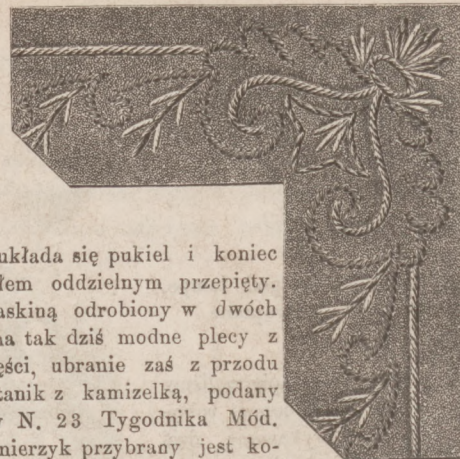 układa się pukiel i koniec
łem oddzielnym przepięty.
askiną odrobiony w dwóch
na tak dziś modne plecy z
ęści, ubranie zaś z przodu
tanik z kamizelką, podany
N. 23 Tygodnika Mód.
nierzyk przybrany jest ko-